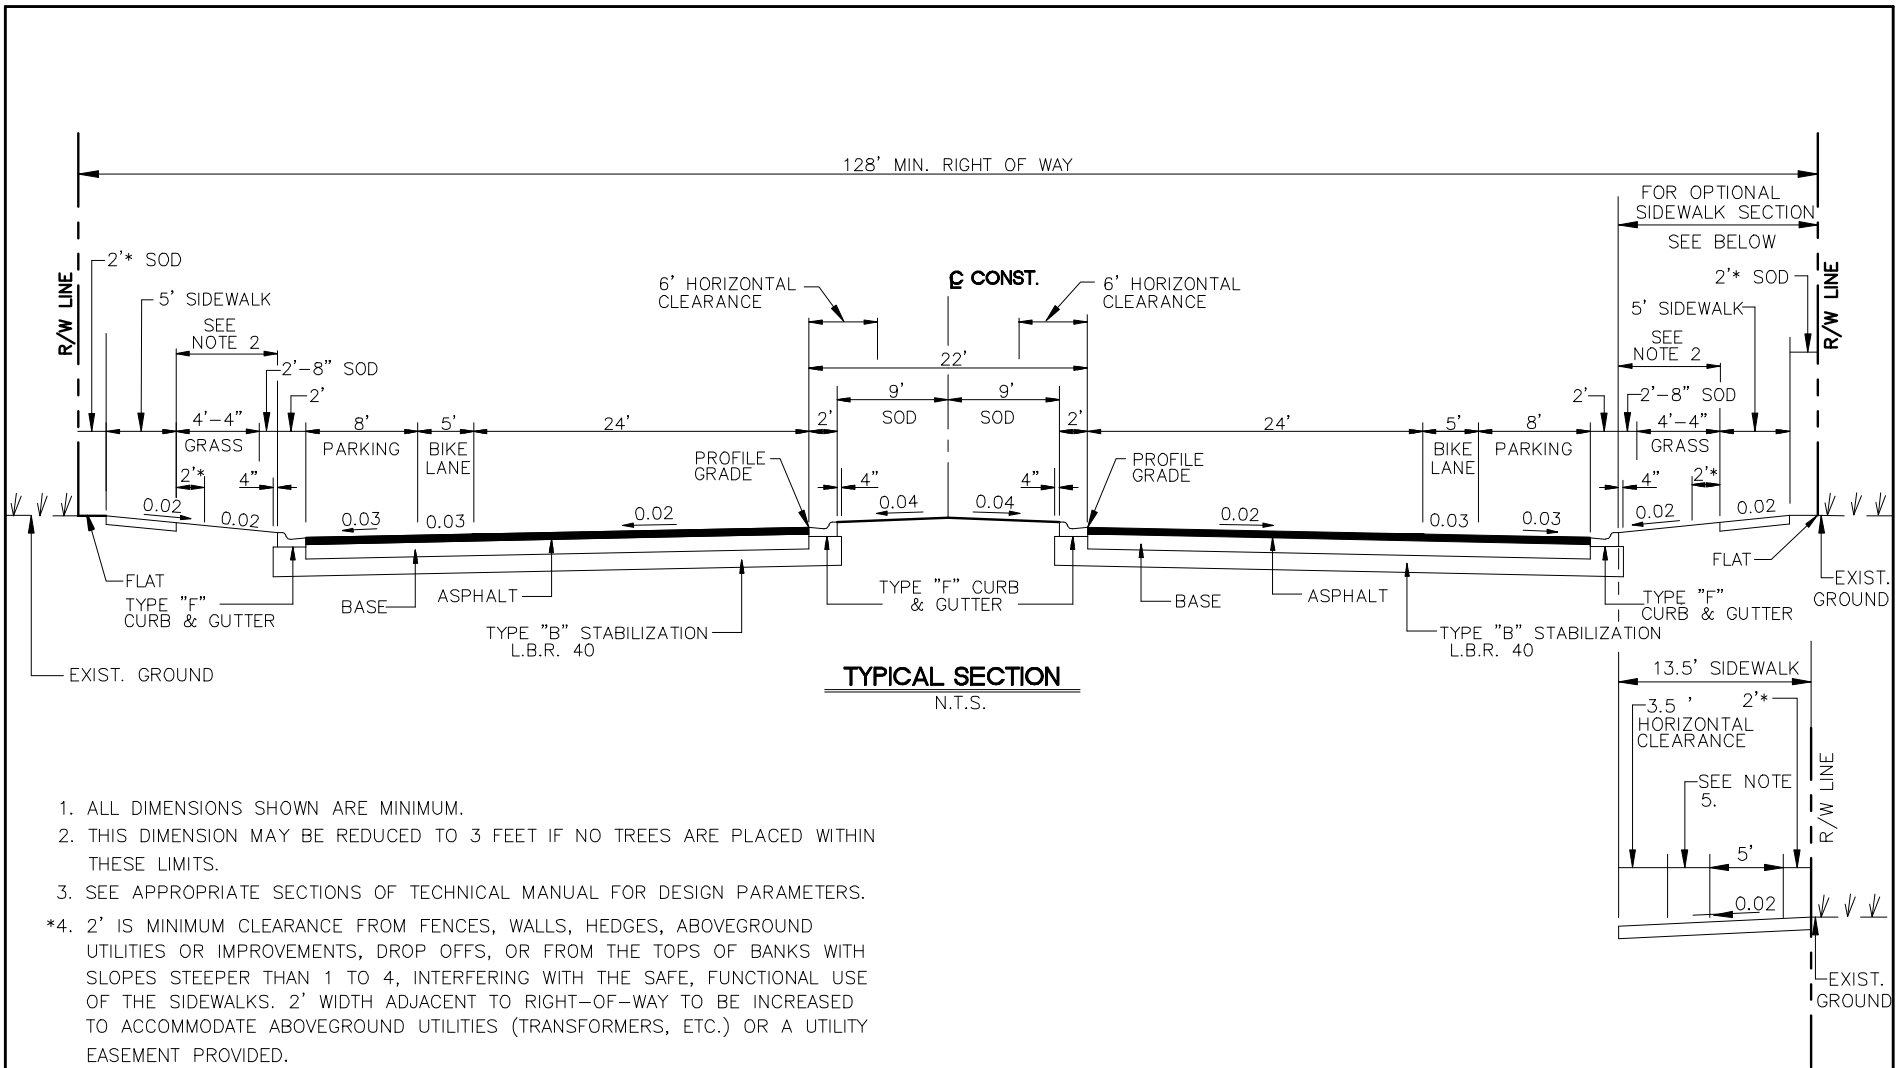 128' MIN. RIGHT OF WAY
FOR OPTIONAL
SIDEWALK SECTION
SEE BELOW
2'* SOD
5' SIDEWALK
SEE
NOTE 2
2'-8" SOD
2'
R/W LINE
6' HORIZONTAL
CLEARANCE
℄ CONST.
6' HORIZONTAL
CLEARANCE
2'* SOD
5' SIDEWALK
SEE
NOTE 2
R/W LINE
22'
9'
SOD
9'
SOD
4'-4"
GRASS
8'
PARKING
5'
BIKE
LANE
24'
2'
2'
24'
5'
BIKE
LANE
8'
PARKING
2'
2'-8" SOD
4'-4"
GRASS
2'*
4"
PROFILE
GRADE
4"
4"
PROFILE
GRADE
4"
2'*
0.02
0.02
0.03
0.03
0.02
0.04
0.04
0.02
0.03
0.03
0.02
0.02
FLAT
TYPE "F"
CURB & GUTTER
BASE
ASPHALT
TYPE "B" STABILIZATION
L.B.R. 40
TYPE "F" CURB
& GUTTER
BASE
ASPHALT
TYPE "B" STABILIZATION
L.B.R. 40
FLAT
TYPE "F"
CURB & GUTTER
EXIST.
GROUND
EXIST. GROUND
TYPICAL SECTION
N.T.S.
13.5' SIDEWALK
3.5 '
HORIZONTAL
CLEARANCE
2'*
SEE NOTE
5.
R/W LINE
5'
0.02
EXIST.
GROUND
1. ALL DIMENSIONS SHOWN ARE MINIMUM.
2. THIS DIMENSION MAY BE REDUCED TO 3 FEET IF NO TREES ARE PLACED WITHIN
THESE LIMITS.
3. SEE APPROPRIATE SECTIONS OF TECHNICAL MANUAL FOR DESIGN PARAMETERS.
*4. 2' IS MINIMUM CLEARANCE FROM FENCES, WALLS, HEDGES, ABOVEGROUND
UTILITIES OR IMPROVEMENTS, DROP OFFS, OR FROM THE TOPS OF BANKS WITH
SLOPES STEEPER THAN 1 TO 4, INTERFERING WITH THE SAFE, FUNCTIONAL USE
OF THE SIDEWALKS. 2' WIDTH ADJACENT TO RIGHT-OF-WAY TO BE INCREASED
TO ACCOMMODATE ABOVEGROUND UTILITIES (TRANSFORMERS, ETC.) OR A UTILITY
EASEMENT PROVIDED.